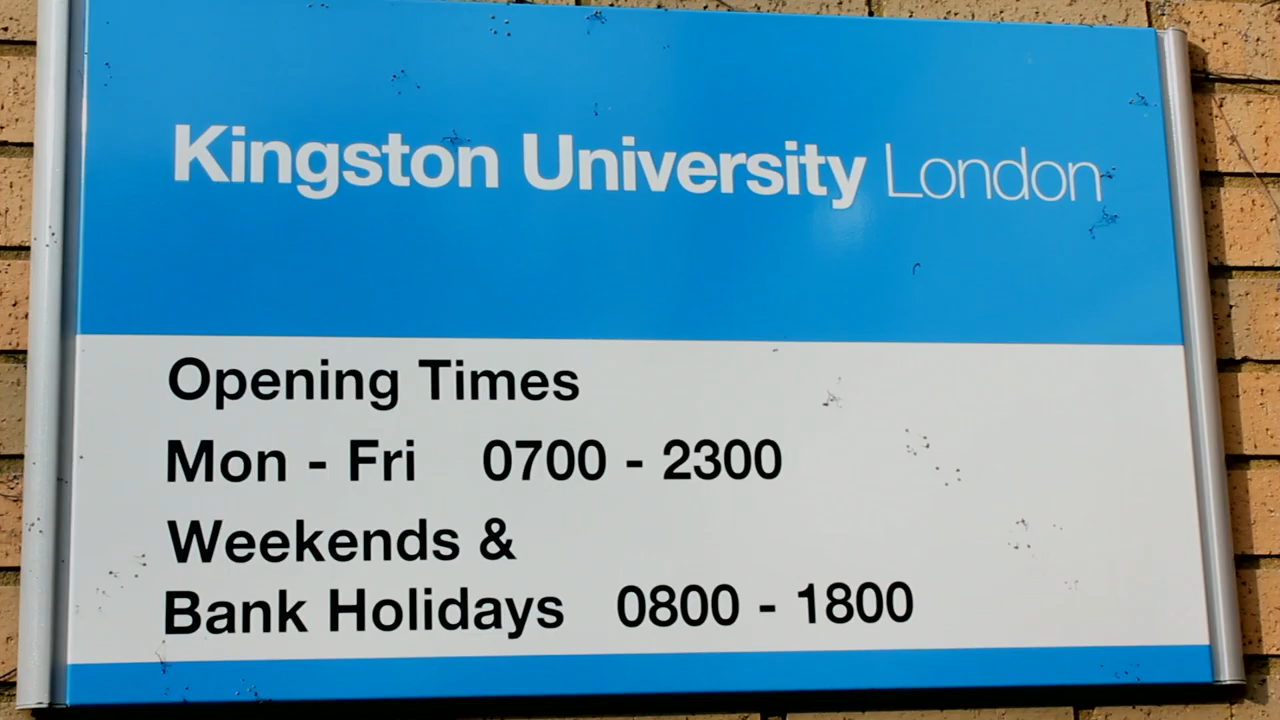 Kingston University London
Opening Times
Mon - Fri 0700 - 2300
Weekends &
Bank Holidays 0800 - 1800